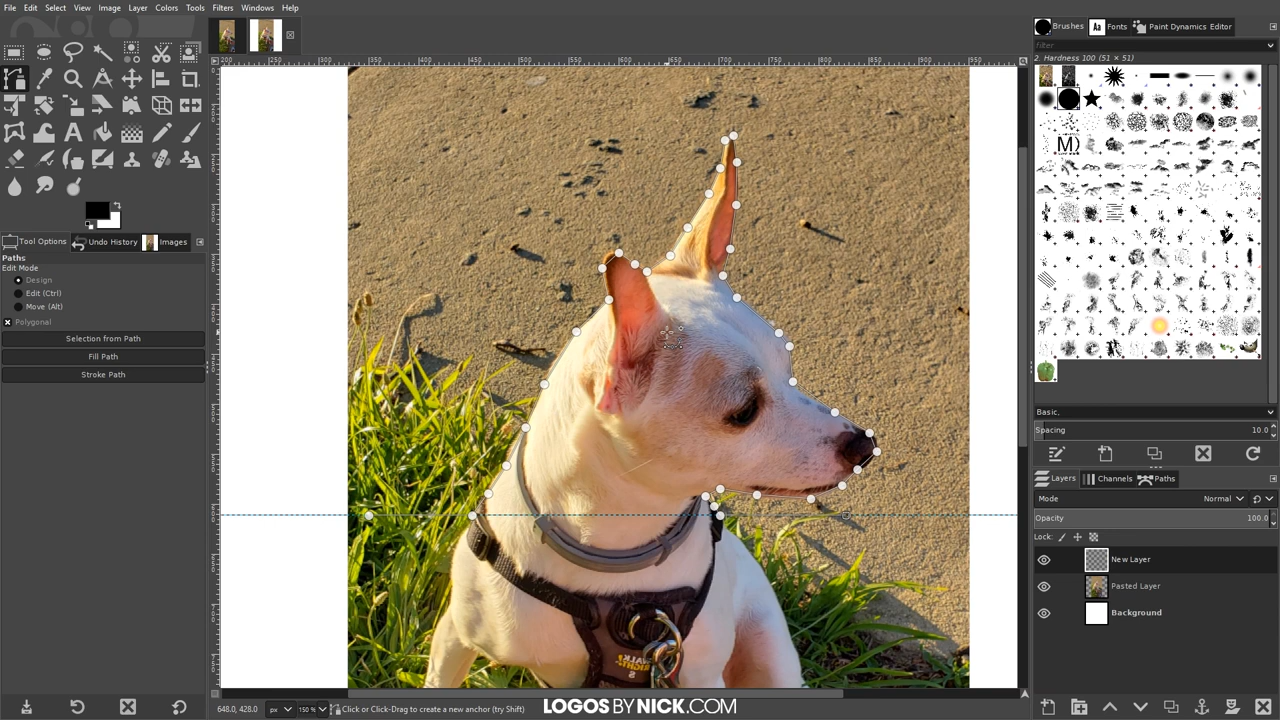 File Edit Select View Image Layer Colors Tools Filters Windows Help
Brushes Aa Fonts Paint Dynamics Editor
filter
2. Hardness 100 (51 × 51)
Tool Options Undo History Images
Paths
Edit Mode
Design
Edit (Ctrl)
Move (Alt)
Polygonal
Selection from Path
Fill Path
Stroke Path
Basic,
Spacing 10.0
Layers Channels Paths
Mode Normal
Opacity 100.0
Lock:
New Layer
Pasted Layer
Background
648.0, 428.0 px 150 % Click or Click-Drag to create a new anchor (try Shift)
LOGOSBYNICK.COM